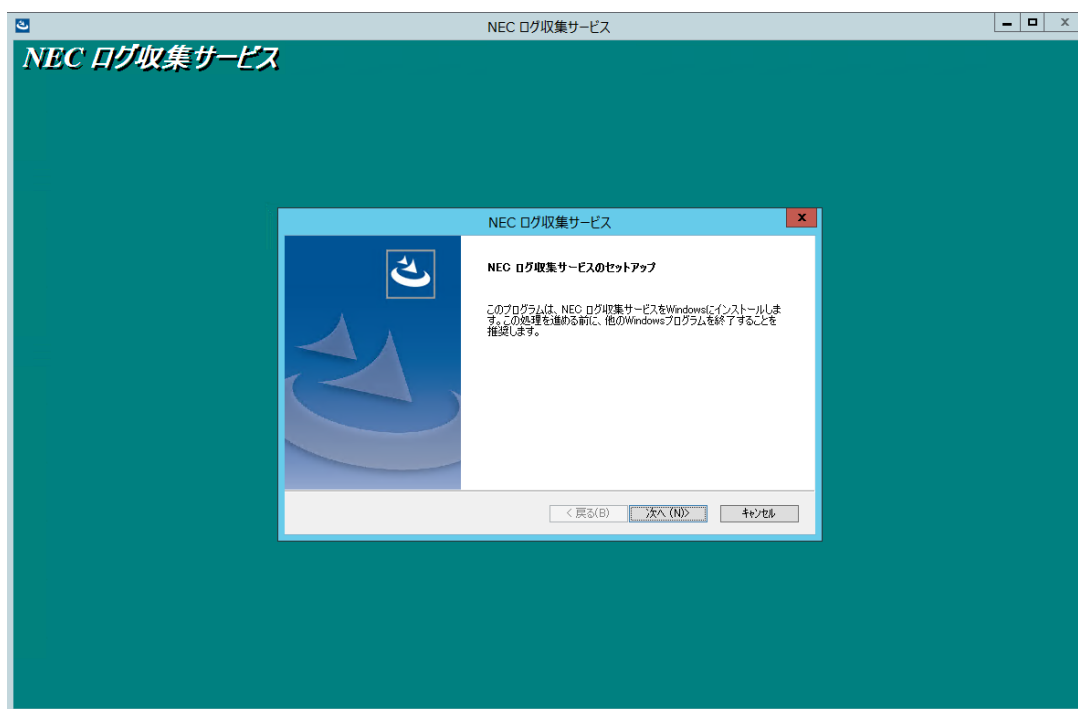 NEC ログ収集サービス
NEC ログ収集サービス
NEC ログ収集サービス
NEC ログ収集サービスのセットアップ
このプログラムは、NEC ログ収集サービスをWindowsにインストールしま
す。この処理を進める前に、他のWindowsプログラムを終了することを
推奨します。
< 戻る(B) 次へ (N)> キャンセル